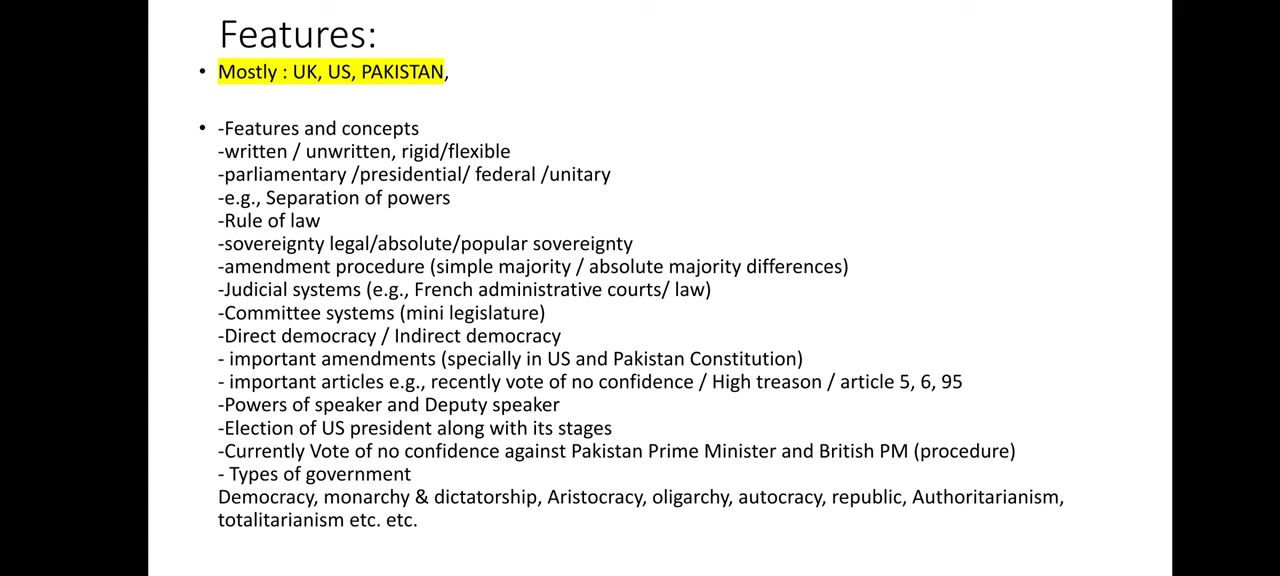 Features:
• Mostly : UK, US, PAKISTAN,
• -Features and concepts
-written / unwritten, rigid/flexible
-parliamentary /presidential/ federal /unitary
-e.g., Separation of powers
-Rule of law
-sovereignty legal/absolute/popular sovereignty
-amendment procedure (simple majority / absolute majority differences)
-Judicial systems (e.g., French administrative courts/ law)
-Committee systems (mini legislature)
-Direct democracy / Indirect democracy
- important amendments (specially in US and Pakistan Constitution)
- important articles e.g., recently vote of no confidence / High treason / article 5, 6, 95
-Powers of speaker and Deputy speaker
-Election of US president along with its stages
-Currently Vote of no confidence against Pakistan Prime Minister and British PM (procedure)
- Types of government
Democracy, monarchy & dictatorship, Aristocracy, oligarchy, autocracy, republic, Authoritarianism,
totalitarianism etc. etc.